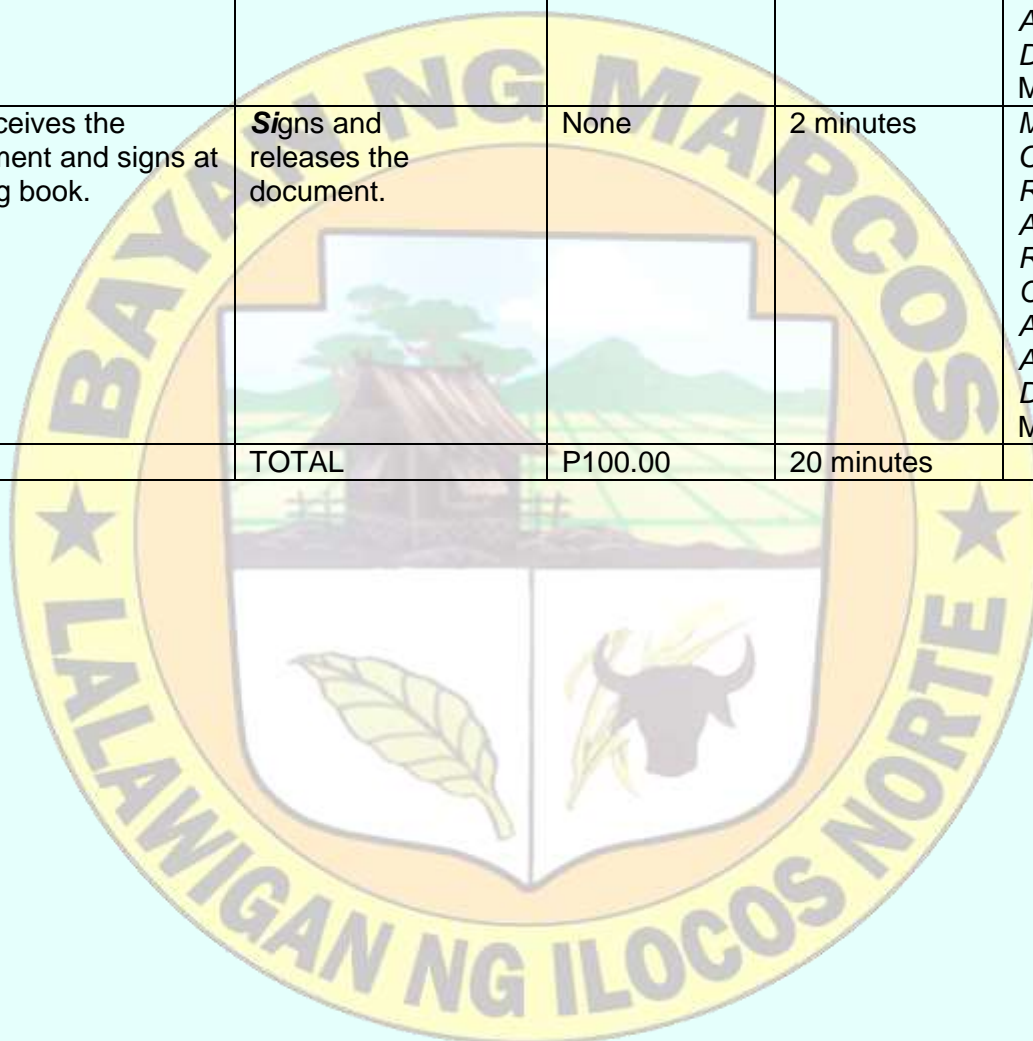 ceives the
ment and signs at
g book.
Signs and
releases the
document.
None
2 minutes
TOTAL
P100.00
20 minutes
BAYAN NG MARCOS
LALAWIGAN NG ILOCOS NORTE